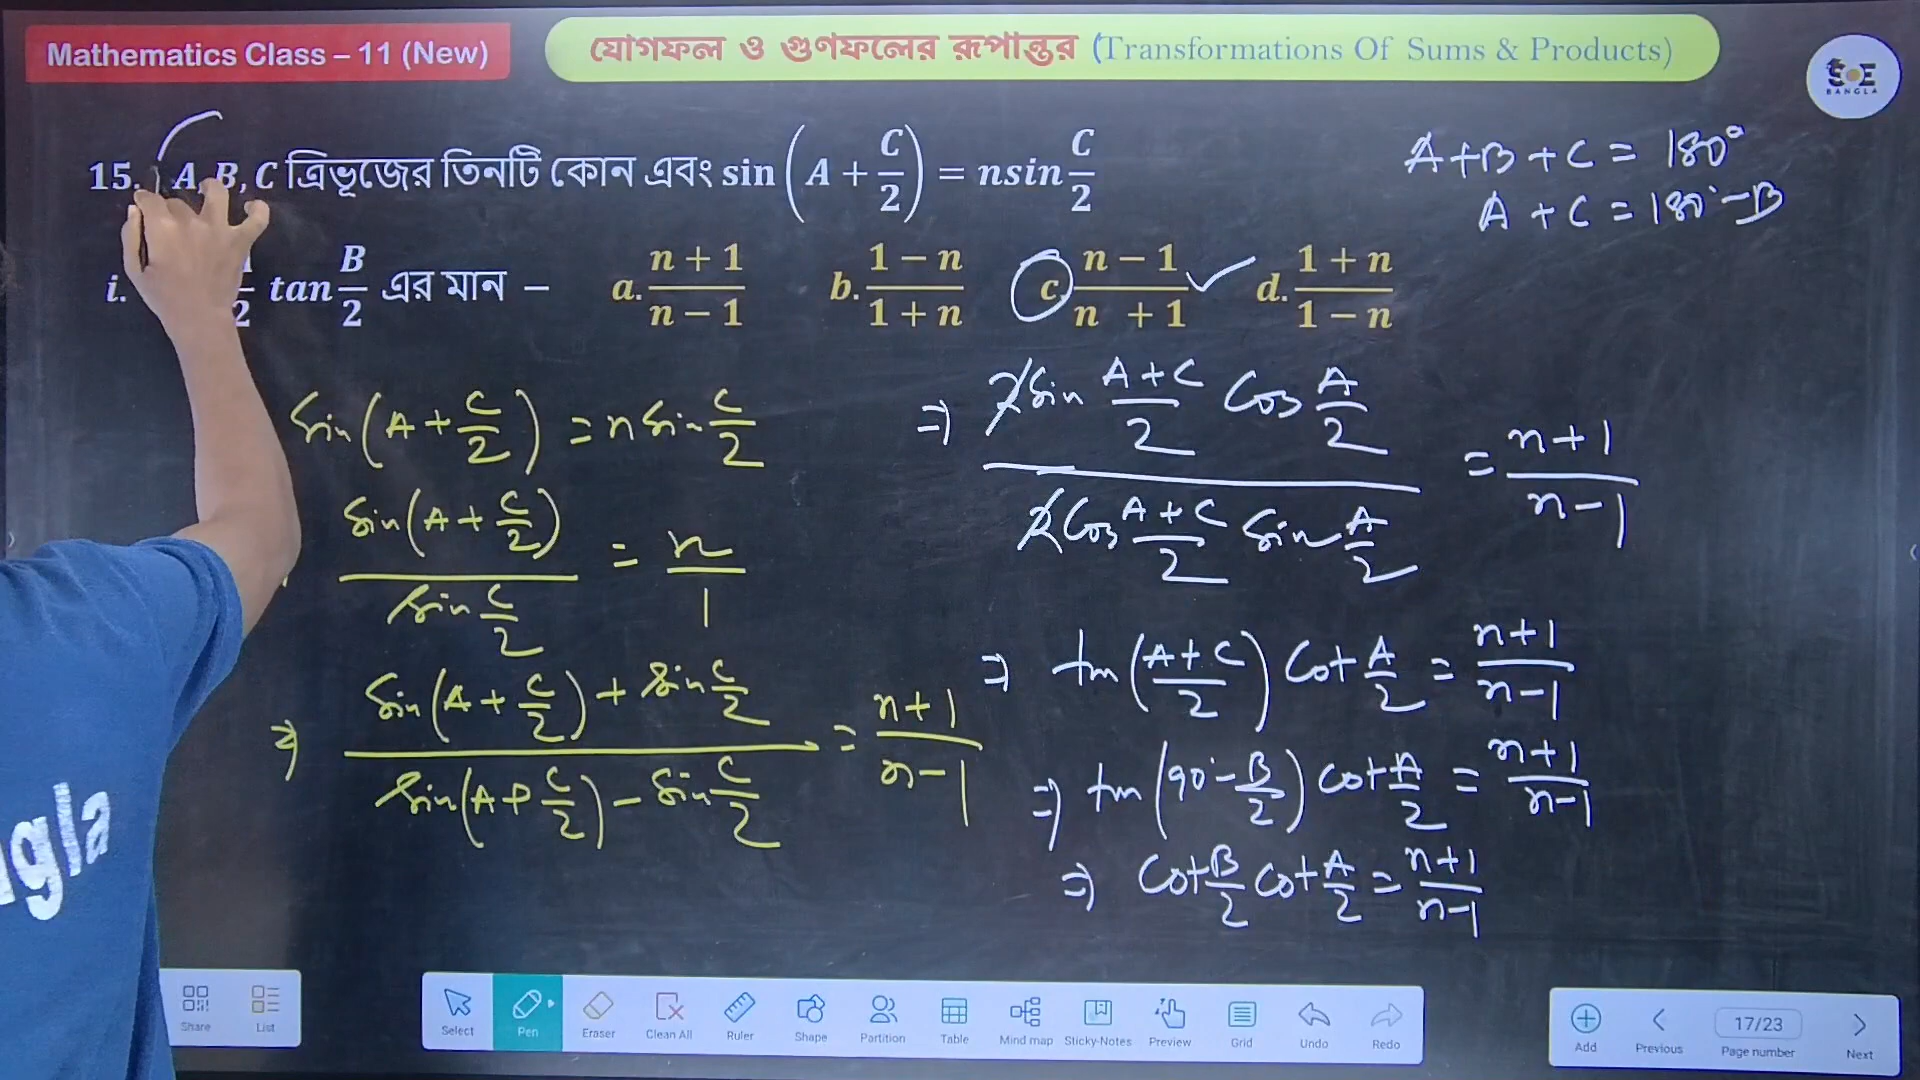 Mathematics Class – 11 (New)
যোগফল ও গুণফলের রূপান্তর (Transformations Of Sums & Products)
SOE
BANGLA
15. A, B, C ত্রিভূজের তিনটি কোন এবং sin(A + C/2) = nsin C/2
A + B + C = 180°
A + C = 180° - B
i. 2 tan B/2 এর মান – a. (n + 1)/(n − 1) b. (1 − n)/(1 + n) c. (n − 1)/(n + 1) ✓ d. (1 + n)/(1 − n)
sin(A + C/2) = n sin C/2
sin(A + C/2) / sin C/2 = n/1
⇒ (sin(A + C/2) + sin C/2) / (sin(A + C/2) − sin C/2) = (n+1)/(n−1)
⇒ (2 sin (A+C)/2 cos A/2) / (2 cos (A+C)/2 sin A/2) = (n+1)/(n−1)
⇒ tan((A+C)/2) cot A/2 = (n+1)/(n−1)
⇒ tan(90° − B/2) cot A/2 = (n+1)/(n−1)
⇒ cot B/2 cot A/2 = (n+1)/(n−1)
ngla
Share List
Select Pen Eraser Clean All Ruler Shape Partition Table Mind map Sticky-Notes Preview Grid Undo Redo
Add Previous 17/23 Page number Next